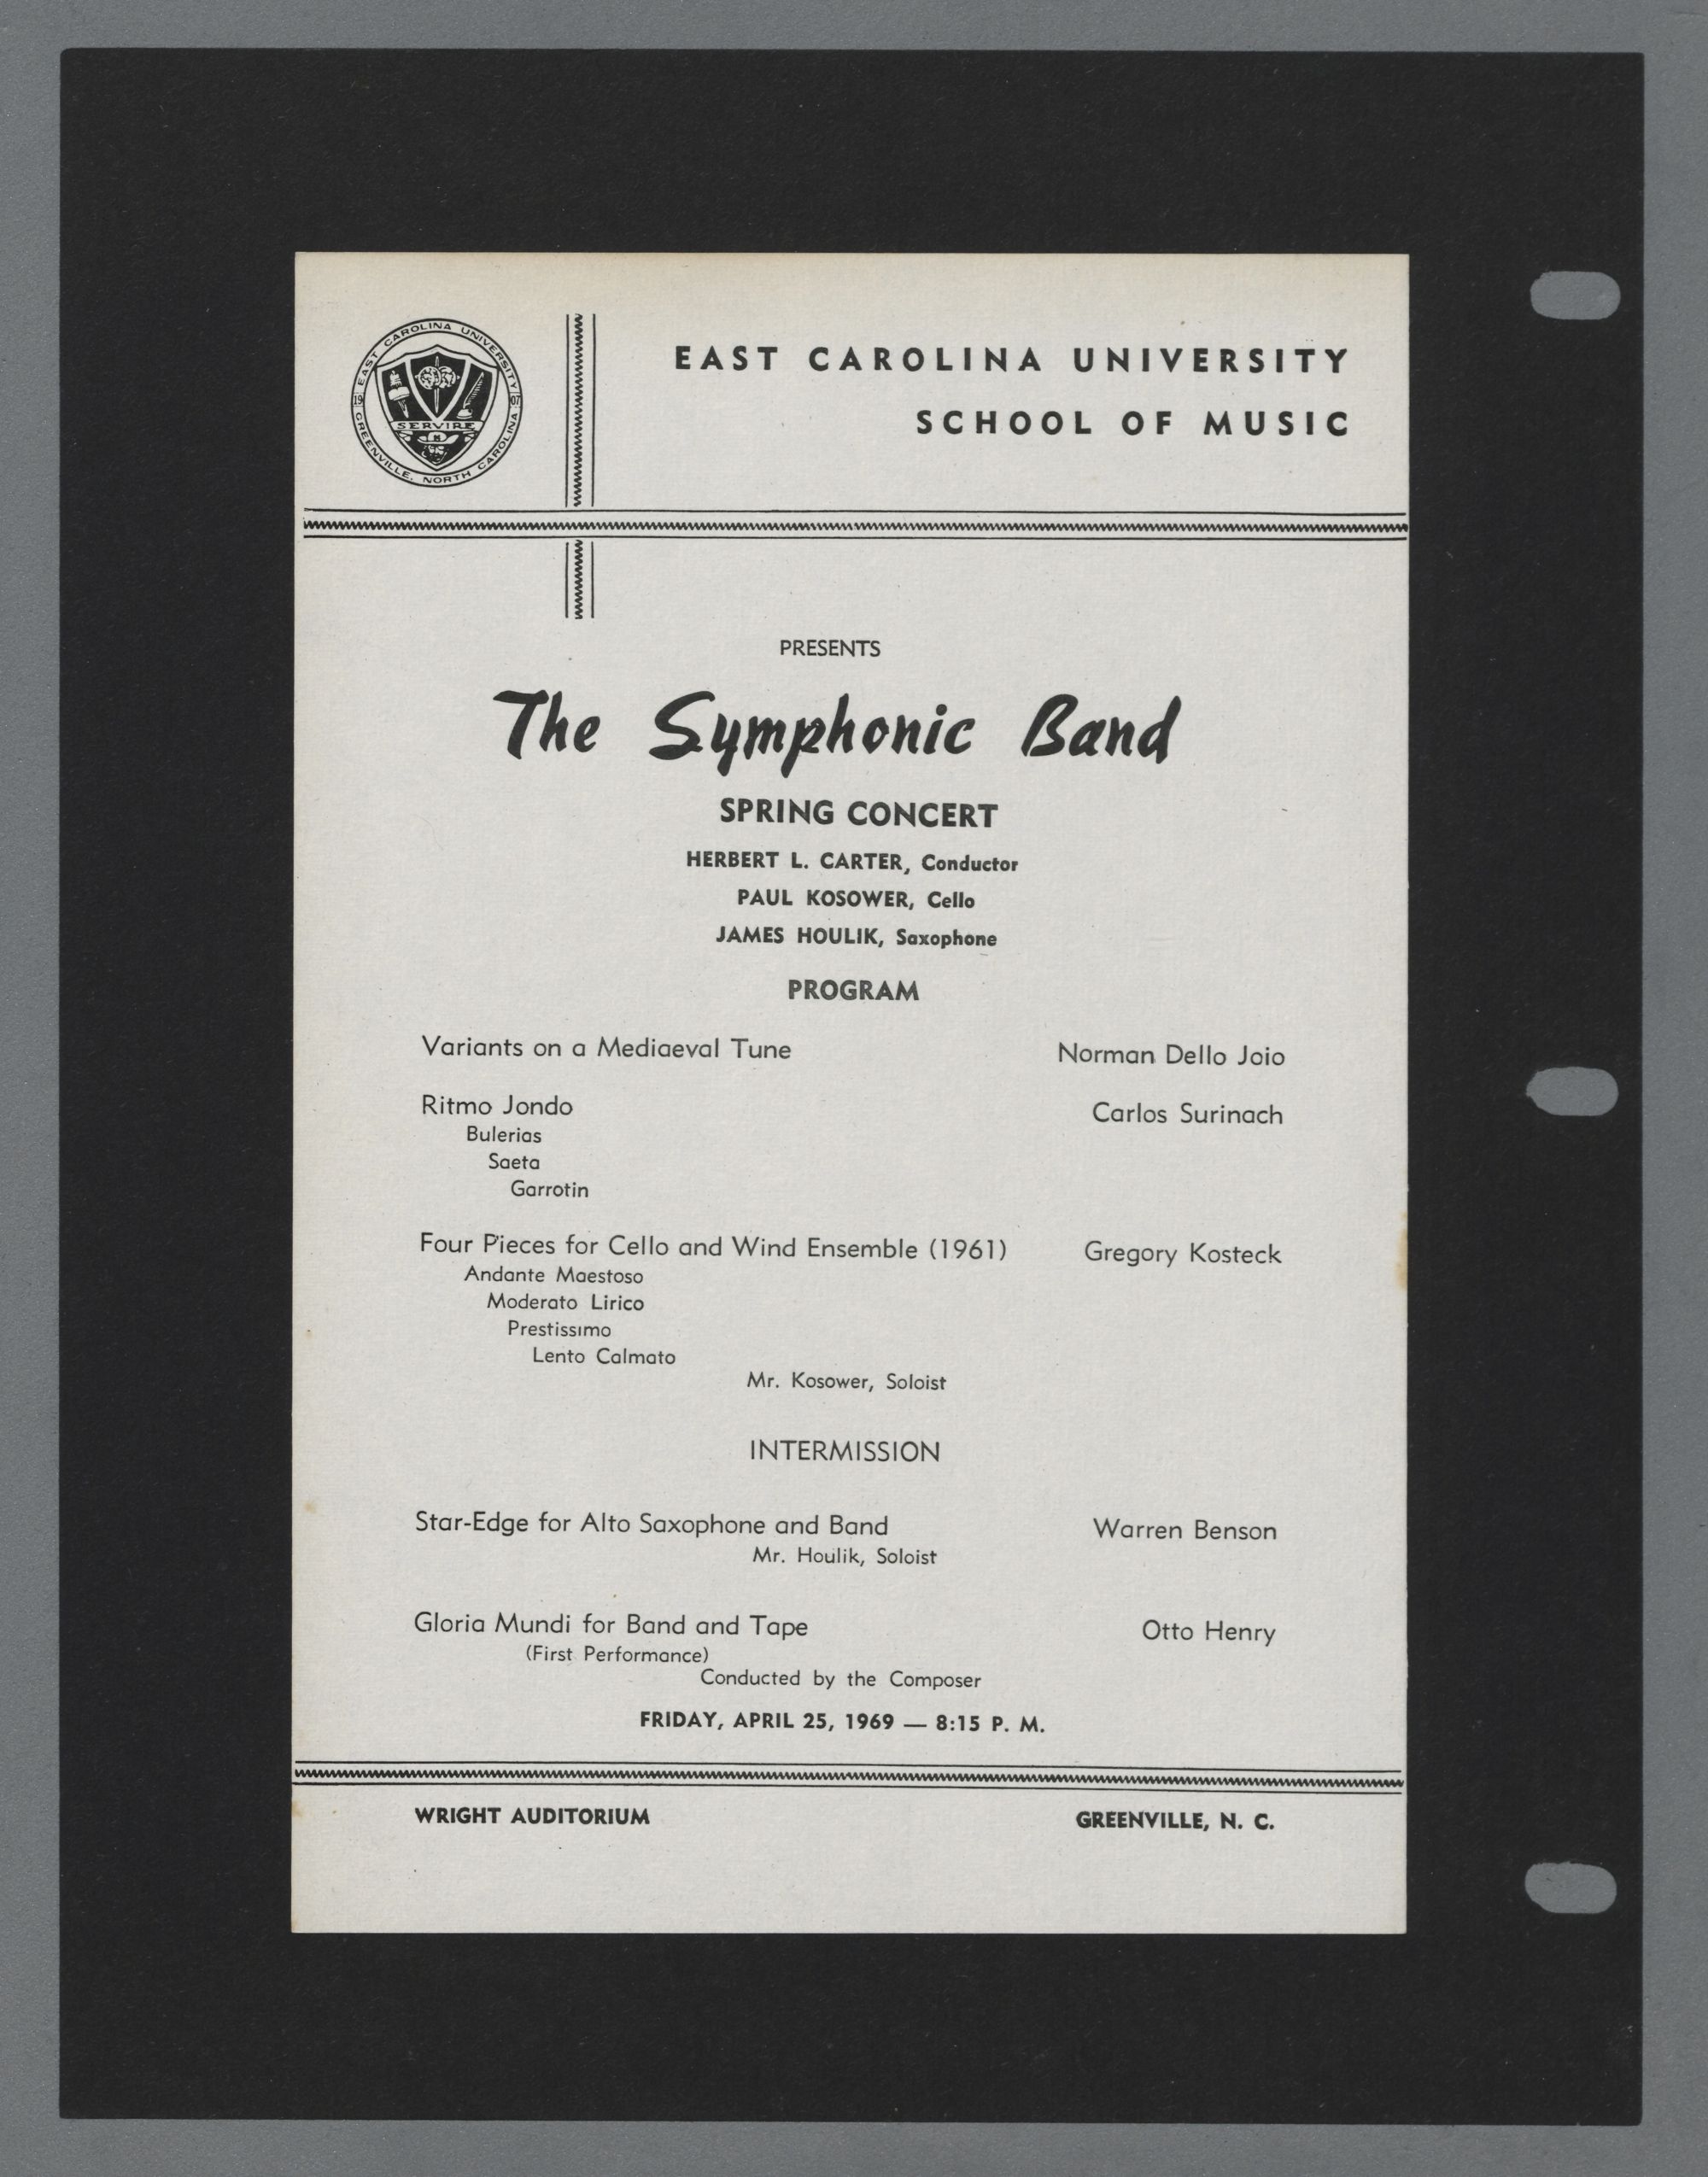 EAST CAROLINA UNIVERSITY
19 07
SERVIRE
GREENVILLE, NORTH CAROLINA
EAST CAROLINA UNIVERSITY
SCHOOL OF MUSIC
PRESENTS
The Symphonic Band
SPRING CONCERT
HERBERT L. CARTER, Conductor
PAUL KOSOWER, Cello
JAMES HOULIK, Saxophone
PROGRAM
Variants on a Mediaeval Tune Norman Dello Joio
Ritmo Jondo Carlos Surinach
Bulerias
Saeta
Garrotin
Four Pieces for Cello and Wind Ensemble (1961) Gregory Kosteck
Andante Maestoso
Moderato Lirico
Prestissimo
Lento Calmato
Mr. Kosower, Soloist
INTERMISSION
Star-Edge for Alto Saxophone and Band Warren Benson
Mr. Houlik, Soloist
Gloria Mundi for Band and Tape Otto Henry
(First Performance)
Conducted by the Composer
FRIDAY, APRIL 25, 1969 — 8:15 P. M.
WRIGHT AUDITORIUM GREENVILLE, N. C.